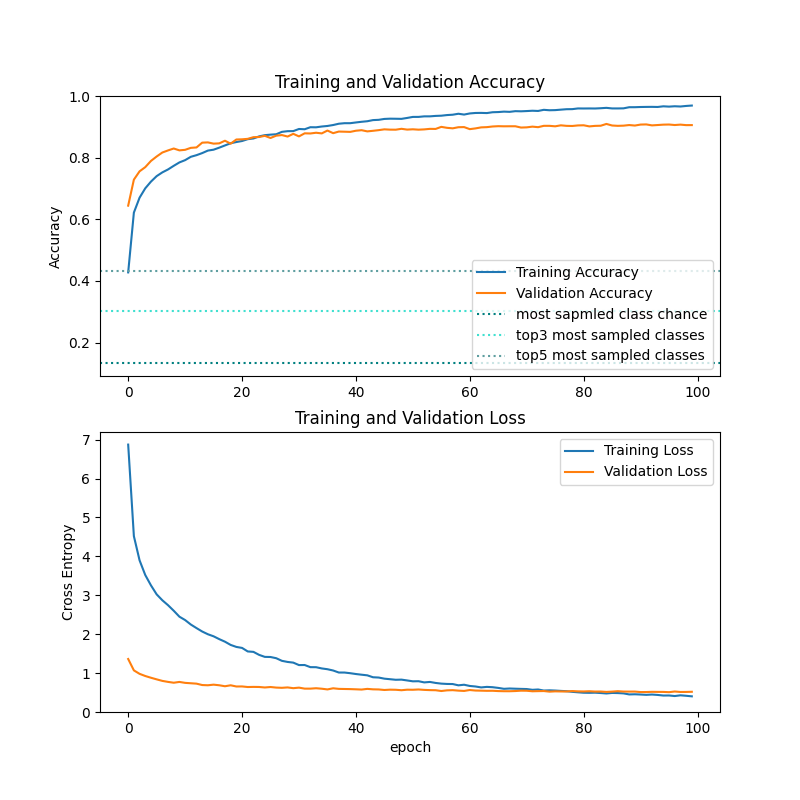 Training and Validation Accuracy
Accuracy
1.0
0.8
0.6
0.4
0.2
Training Accuracy
Validation Accuracy
most sapmled class chance
top3 most sampled classes
top5 most sampled classes
0 20 40 60 80 100
Training and Validation Loss
Cross Entropy
7
6
5
4
3
2
1
0
Training Loss
Validation Loss
0 20 40 60 80 100
epoch